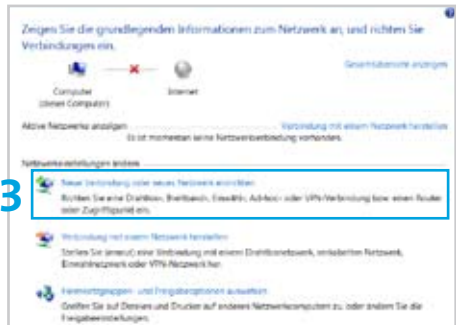 Zeigen Sie die grundlegenden Informationen zum Netzwerk an, und richten Sie
Verbindungen ein.
Gesamtübersicht anzeigen
Computer
(dieser Computer)
Internet
Aktive Netzwerke anzeigen
Verbindung mit einem Netzwerk herstellen
Es ist momentan keine Netzwerkverbindung vorhanden.
Netzwerkeinstellungen ändern
3
Neue Verbindung oder neues Netzwerk einrichten
Richten Sie eine Drahtlos-, Breitband-, Einwähl-, Ad-hoc- oder VPN-Verbindung bzw. einen Router
oder Zugriffspunkt ein.
Verbindung mit einem Netzwerk herstellen
Stellen Sie (erneut) eine Verbindung mit einem Drahtlosnetzwerk, verkabelten Netzwerk,
Einwählnetzwerk oder VPN-Netzwerk her.
Heimnetzgruppen- und Freigabeoptionen auswählen
Greifen Sie auf Dateien und Drucker auf anderen Netzwerkcomputern zu, oder ändern Sie die
Freigabeeinstellungen.